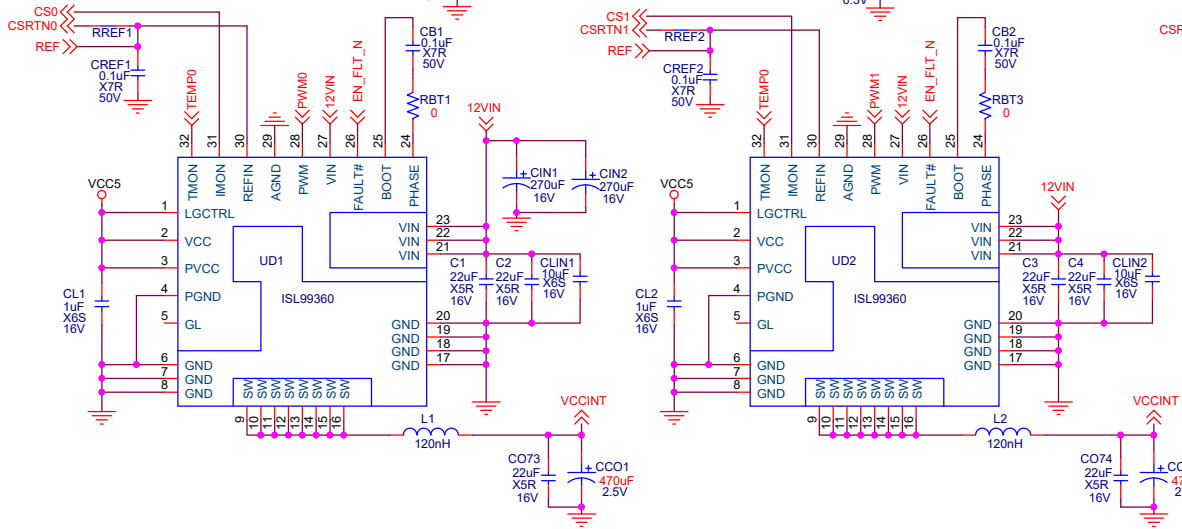 6.3V
CS0
CSRTN0
RREF1
REF
CREF1
0.1uF
X7R
50V
TEMP0
PWM0
12VIN
EN_FLT_N
CB1
0.1uF
X7R
50V
RBT1
0
32
31
30
29
28
27
26
25
24
TMON
IMON
REFIN
AGND
PWM
VIN
FAULT#
BOOT
PHASE
12VIN
CIN1
270uF
16V
CIN2
270uF
16V
VCC5
1
LGCTRL
2
VCC
3
PVCC
4
PGND
5
GL
6
GND
7
GND
8
GND
CL1
1uF
X6S
16V
UD1
ISL99360
VIN
23
VIN
22
VIN
21
GND
20
GND
19
GND
18
GND
17
C1
22uF
X5R
16V
C2
22uF
X5R
16V
CLIN1
10uF
X6S
16V
SW
SW
SW
SW
SW
SW
SW
SW
9
10
11
12
13
14
15
16
L1
120nH
VCCINT
CO73
22uF
X5R
16V
CCO1
470uF
2.5V
CS1
CSRTN1
RREF2
REF
CREF2
0.1uF
X7R
50V
TEMP0
PWM1
12VIN
EN_FLT_N
CB2
0.1uF
X7R
50V
RBT3
0
32
31
30
29
28
27
26
25
24
TMON
IMON
REFIN
AGND
PWM
VIN
FAULT#
BOOT
PHASE
12VIN
VCC5
1
LGCTRL
2
VCC
3
PVCC
4
PGND
5
GL
6
GND
7
GND
8
GND
CL2
1uF
X6S
16V
UD2
ISL99360
VIN
23
VIN
22
VIN
21
GND
20
GND
19
GND
18
GND
17
C3
22uF
X5R
16V
C4
22uF
X5R
16V
CLIN2
10uF
X6S
16V
SW
SW
SW
SW
SW
SW
SW
SW
9
10
11
12
13
14
15
16
L2
120nH
VCCINT
CO74
22uF
X5R
16V